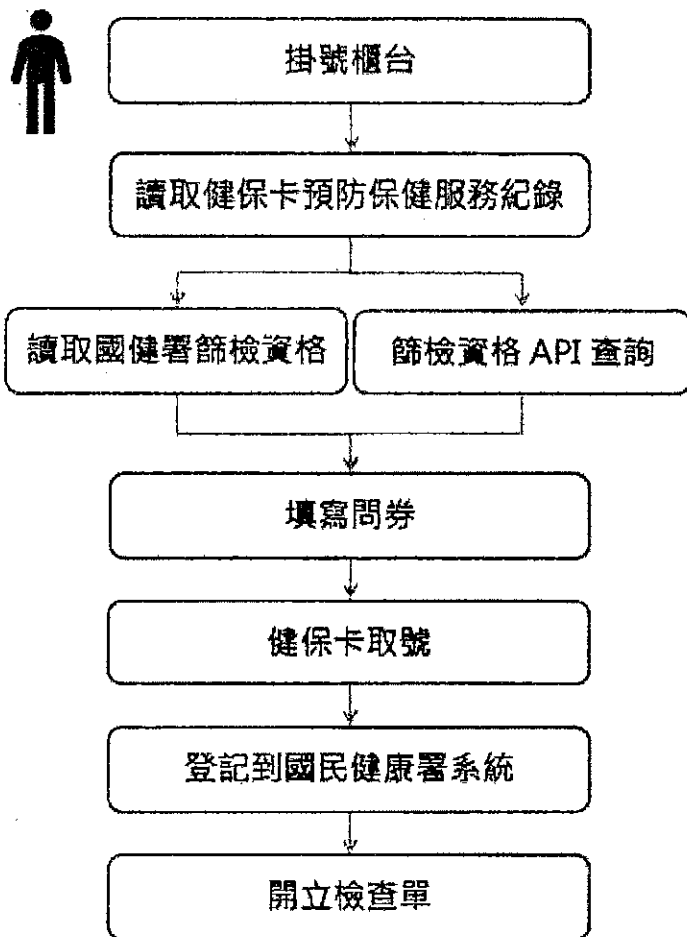 掛號櫃台
讀取健保卡預防保健服務紀錄
讀取國健署篩檢資格
篩檢資格 API 查詢
填寫問券
健保卡取號
登記到國民健康署系統
開立檢查單